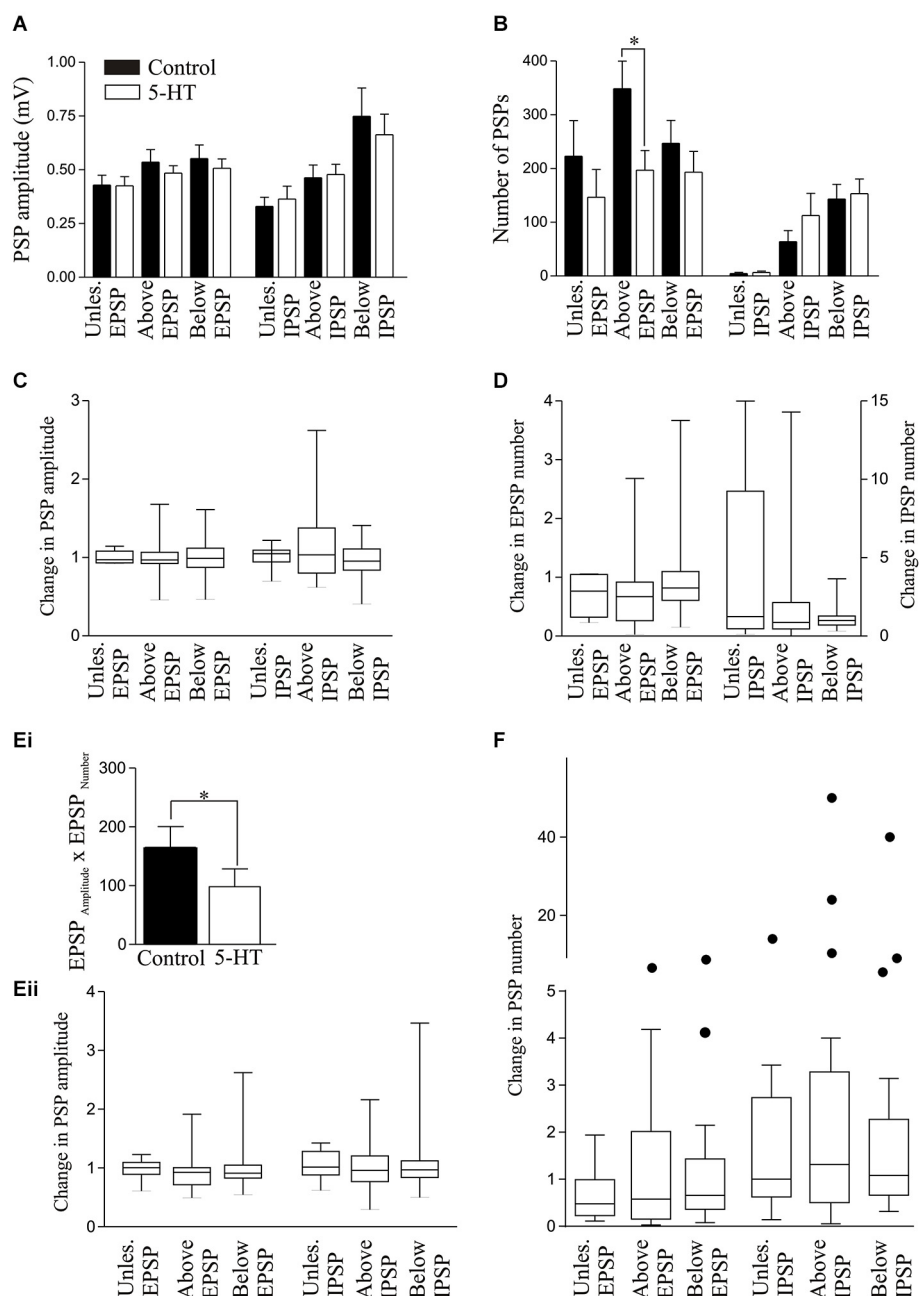 A
PSP amplitude (mV)
1.00
0.75
0.50
0.25
0.00
Control
5-HT
Unles. EPSP
Above EPSP
Below EPSP
Unles. IPSP
Above IPSP
Below IPSP
B
Number of PSPs
400
300
200
100
0
*
Unles. EPSP
Above EPSP
Below EPSP
Unles. IPSP
Above IPSP
Below IPSP
C
Change in PSP amplitude
3
2
1
0
Unles. EPSP
Above EPSP
Below EPSP
Unles. IPSP
Above IPSP
Below IPSP
D
Change in EPSP number
4
3
2
1
0
15
10
5
0
Change in IPSP number
Unles. EPSP
Above EPSP
Below EPSP
Unles. IPSP
Above IPSP
Below IPSP
Ei
EPSP Amplitude x EPSP Number
300
200
100
0
*
Control 5-HT
Eii
Change in PSP amplitude
4
3
2
1
0
Unles. EPSP
Above EPSP
Below EPSP
Unles. IPSP
Above IPSP
Below IPSP
F
Change in PSP number
40
20
5
4
3
2
1
0
Unles. EPSP
Above EPSP
Below EPSP
Unles. IPSP
Above IPSP
Below IPSP